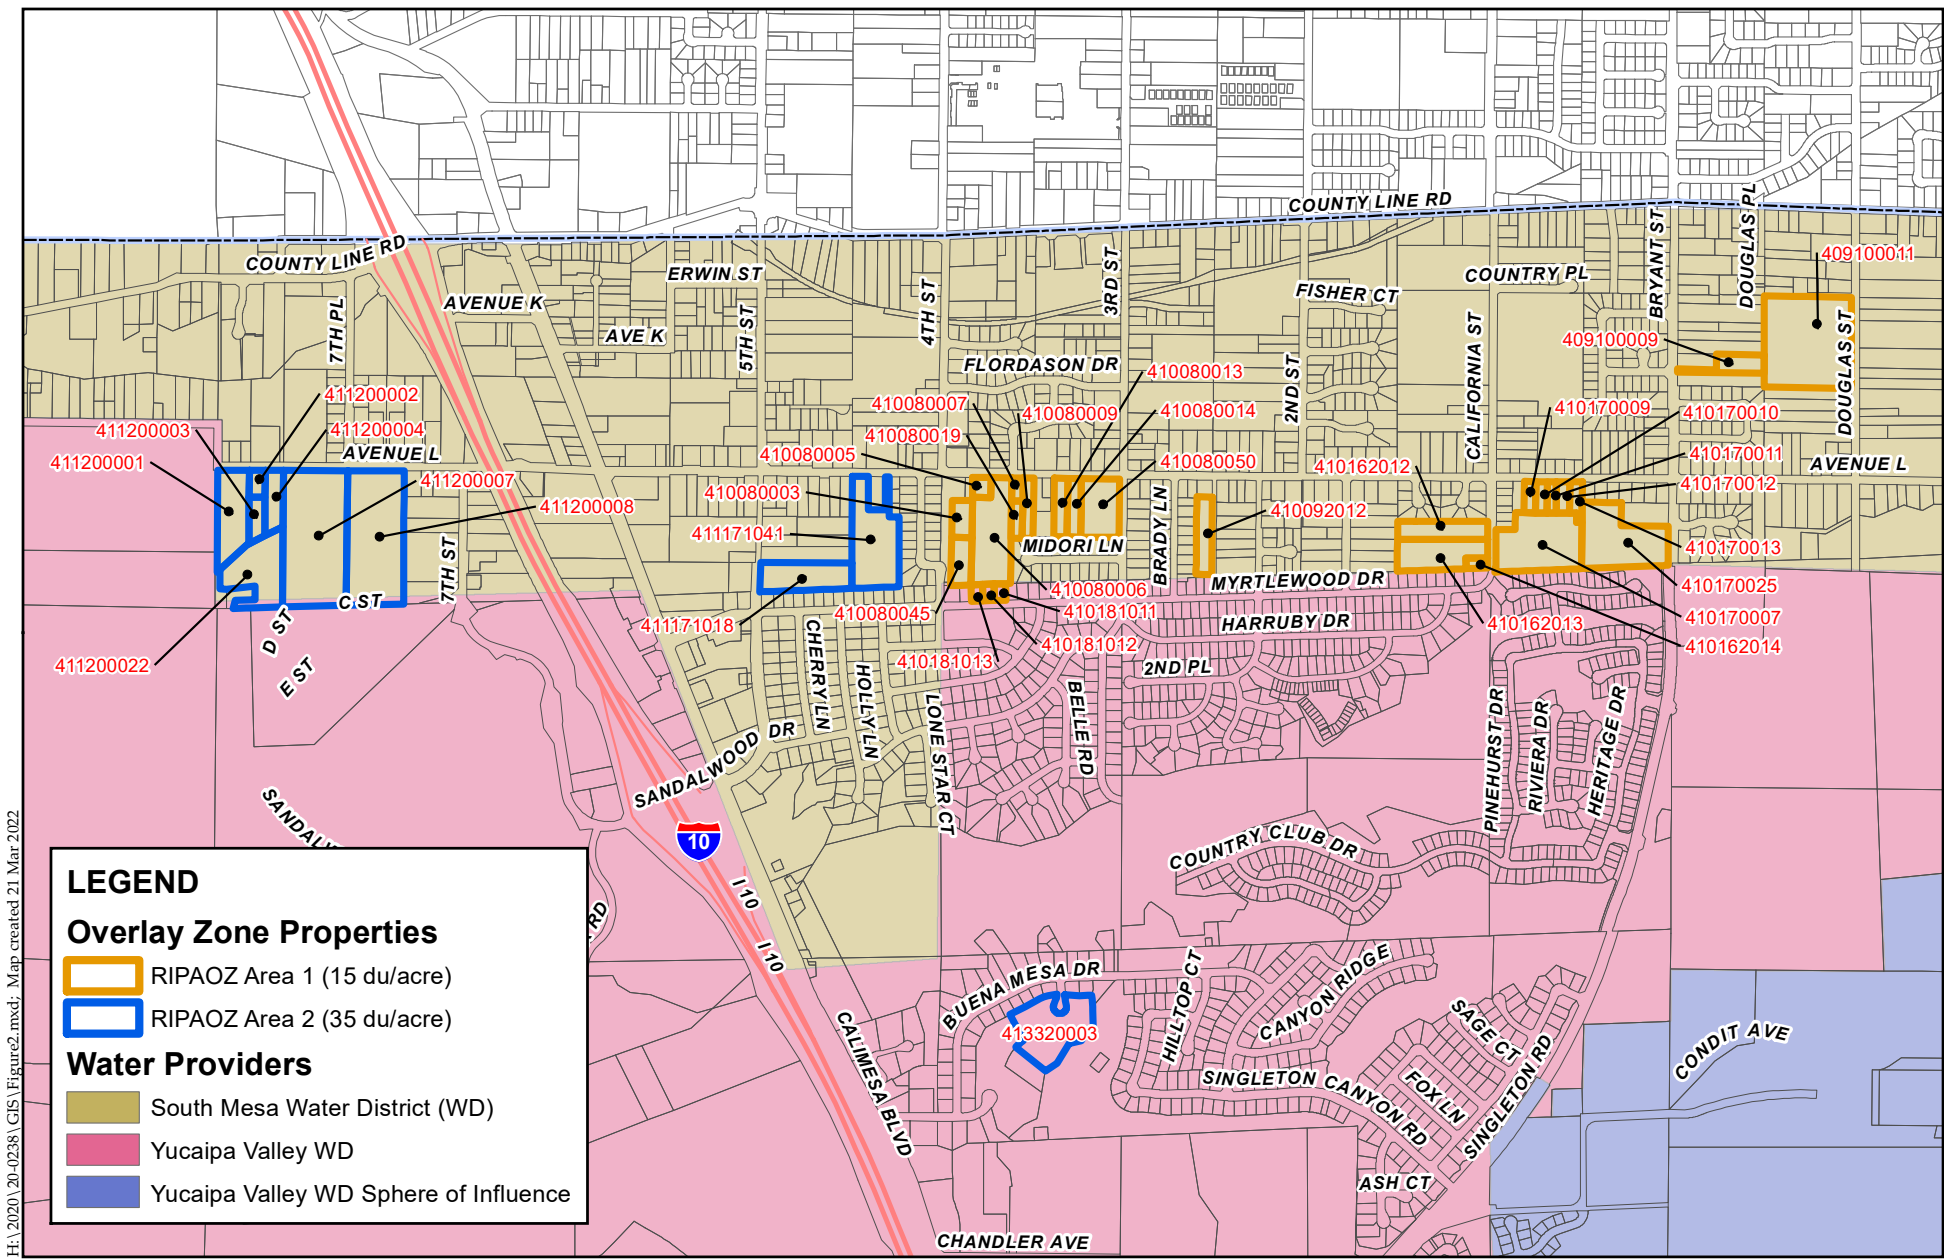 COUNTY LINE RD
DOUGLAS PL
BRYANT ST
COUNTY LINE RD
409100011
ERWIN ST
3RD ST
COUNTRY PL
4TH ST
FISHER CT
AVENUE K
7TH PL
5TH ST
AVE K
CALIFORNIA ST
DOUGLAS ST
409100009
2ND ST
FLORDASON DR
410080013
411200002
410080007
410080009
410080014
410170009
410170010
411200003
411200004
410080019
AVENUE L
410080005
410080050
410162012
410170011
AVENUE L
411200001
411200007
410080003
410170012
411200008
BRADY LN
410092012
411171041
MIDORI LN
410170013
7TH ST
MYRTLEWOOD DR
410170025
410080006
C ST
410080045
410181011
411171018
HARRUBY DR
410162013
410170007
D ST
CHERRY LN
410181012
410162014
411200022
410181013
2ND PL
E ST
HOLLY LN
LONE STAR CT
BELLE RD
PINEHURST DR
RIVIERA DR
HERITAGE DR
SANDALWOOD DR
SANDALW
10
COUNTRY CLUB DR
I 10
RD
I 10
BUENA MESA DR
HILLTOP CT
CANYON RIDGE
413320003
SAGE CT
CONDIT AVE
CALIMESA BLVD
SINGLETON CANYON RD
FOX LN
SINGLETON RD
ASH CT
CHANDLER AVE
LEGEND
Overlay Zone Properties
RIPAOZ Area 1 (15 du/acre)
RIPAOZ Area 2 (35 du/acre)
Water Providers
South Mesa Water District (WD)
Yucaipa Valley WD
Yucaipa Valley WD Sphere of Influence
H:\2020\20-0238\GIS\Figure2.mxd; Map created 21 Mar 2022